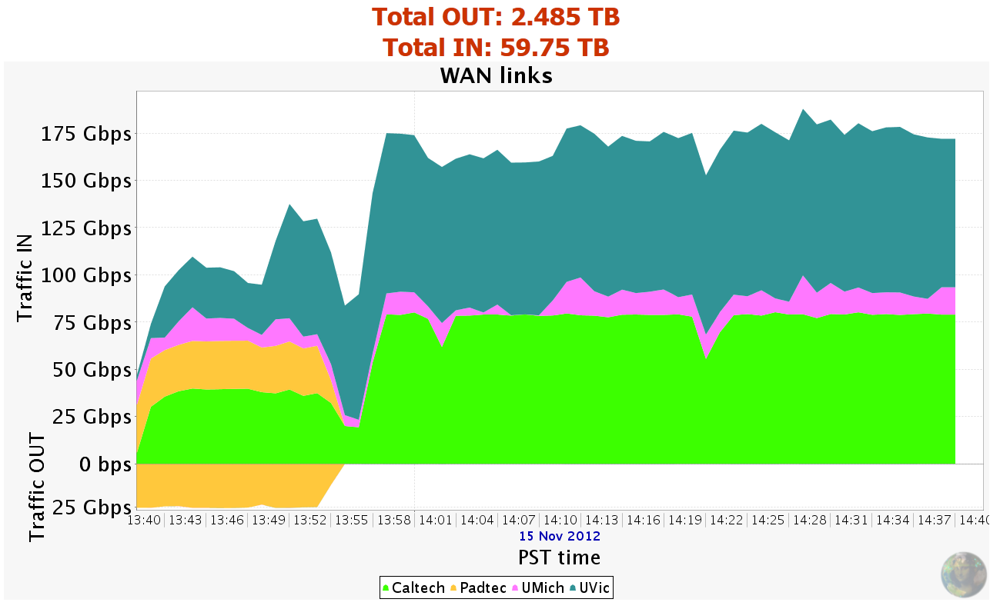 Total OUT: 2.485 TB
Total IN: 59.75 TB
WAN links
Traffic IN
Traffic OUT
175 Gbps
150 Gbps
125 Gbps
100 Gbps
75 Gbps
50 Gbps
25 Gbps
0 bps
25 Gbps
13:40 13:43 13:46 13:49 13:52 13:55 13:58 14:01 14:04 14:07 14:10 14:13 14:16 14:19 14:22 14:25 14:28 14:31 14:34 14:37 14:40
15 Nov 2012
PST time
Caltech Padtec UMich UVic